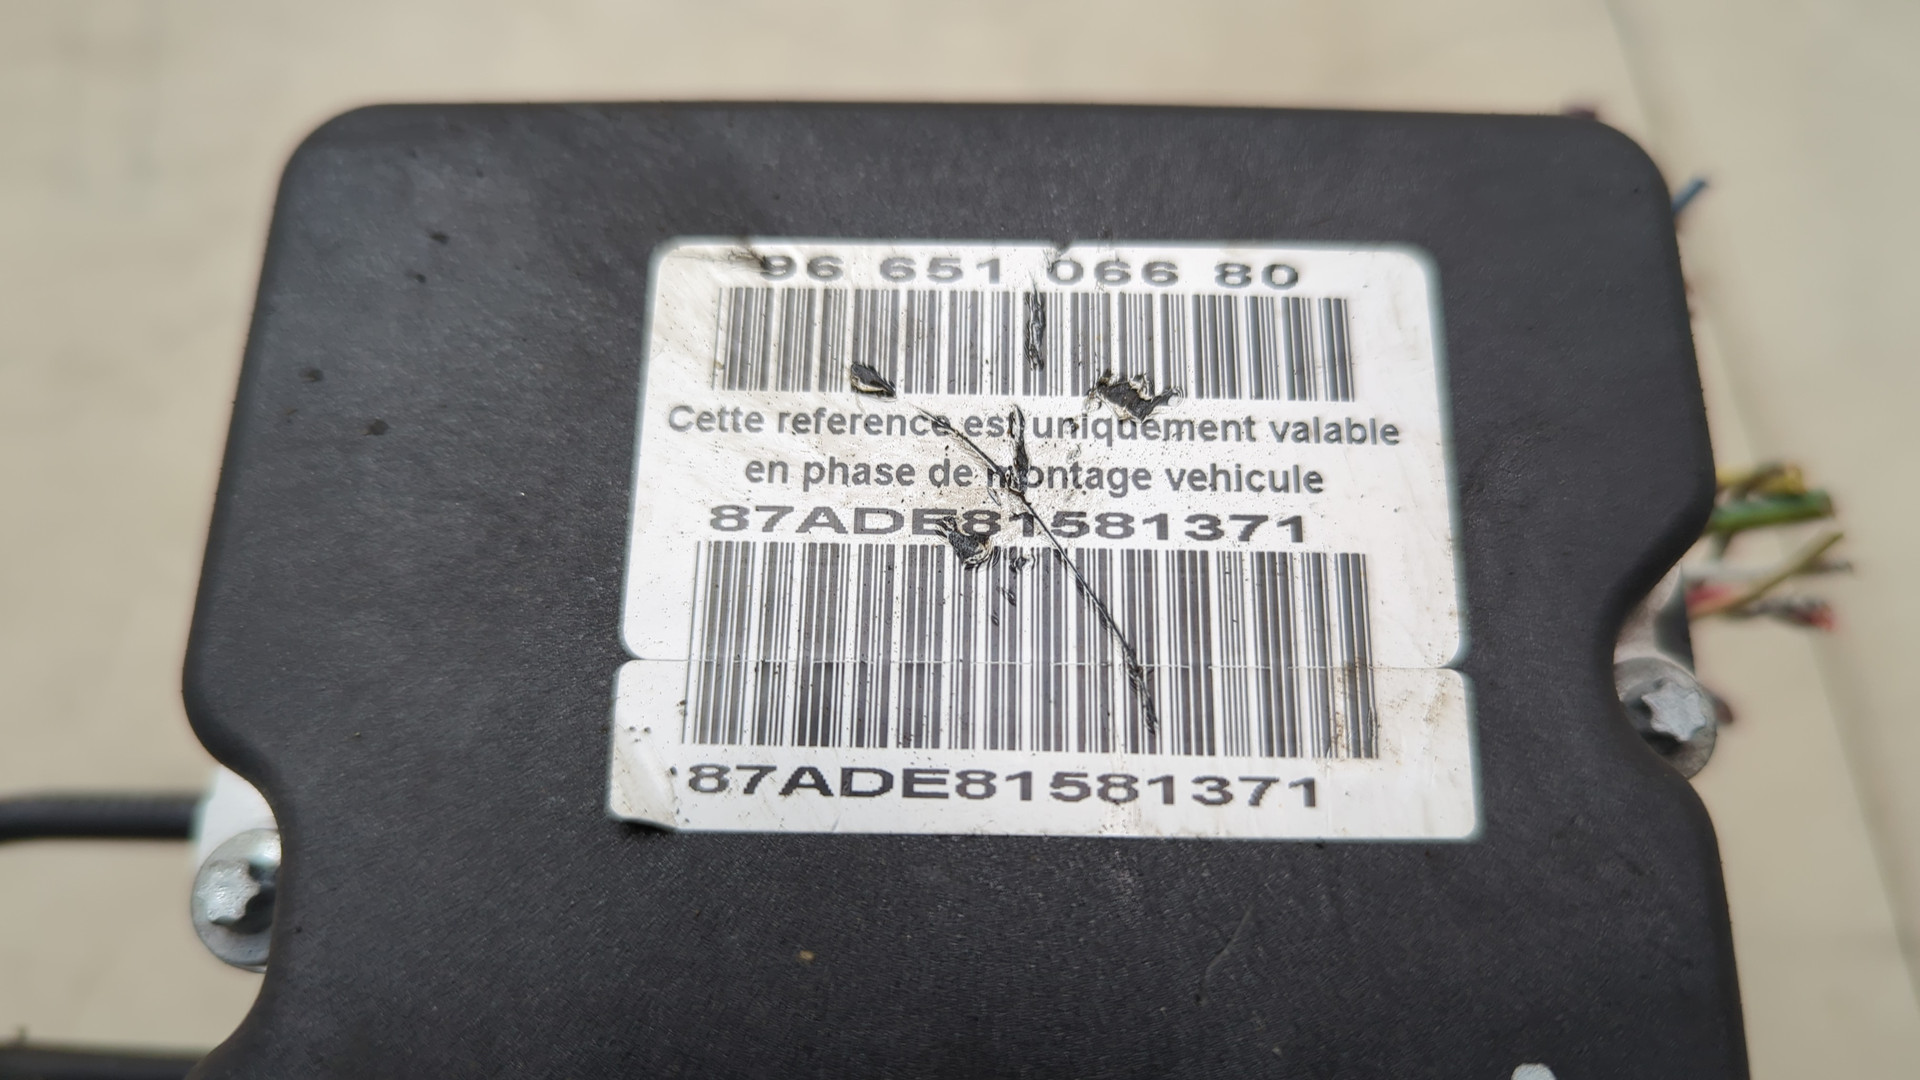 96 651 066 80
Cette reference est uniquement valable
en phase de montage vehicule
87ADE81581371
87ADE81581371